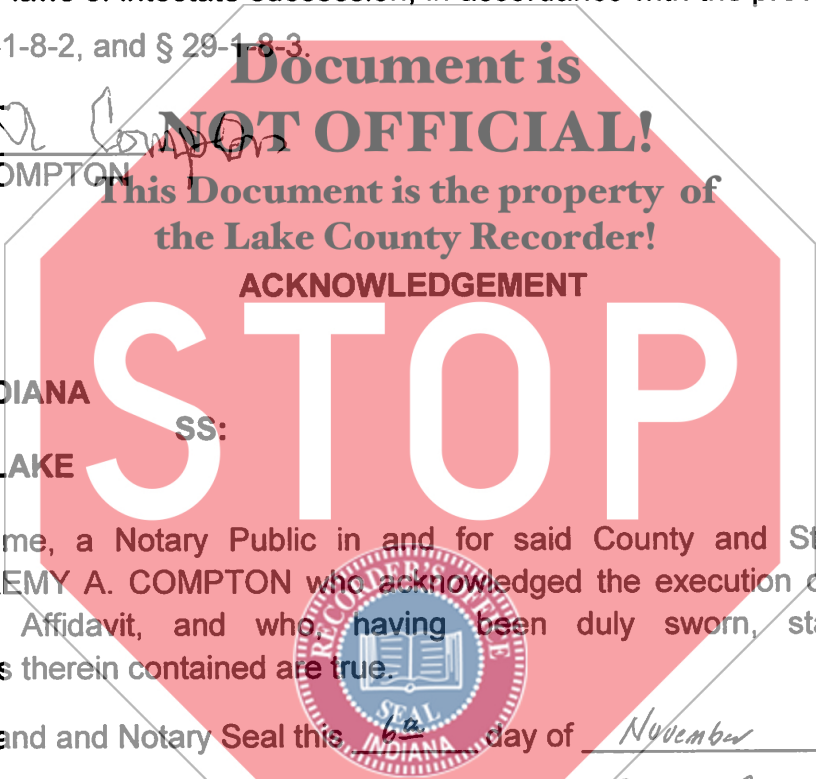 laws of intestate succession, in accordance with the prov
-1-8-2, and § 29-1-8-3.
Document is
NOT OFFICIAL!
Compton
OMPTON
This Document is the property of
the Lake County Recorder!
ACKNOWLEDGEMENT
STOP
DIANA
SS:
LAKE
me, a Notary Public in and for said County and St
EMY A. COMPTON who acknowledged the execution o
Affidavit, and who, having been duly sworn, sta
s therein contained are true.
RECORDER'S OFFICE
SEAL
INDIANA
and and Notary Seal this 6th day of November